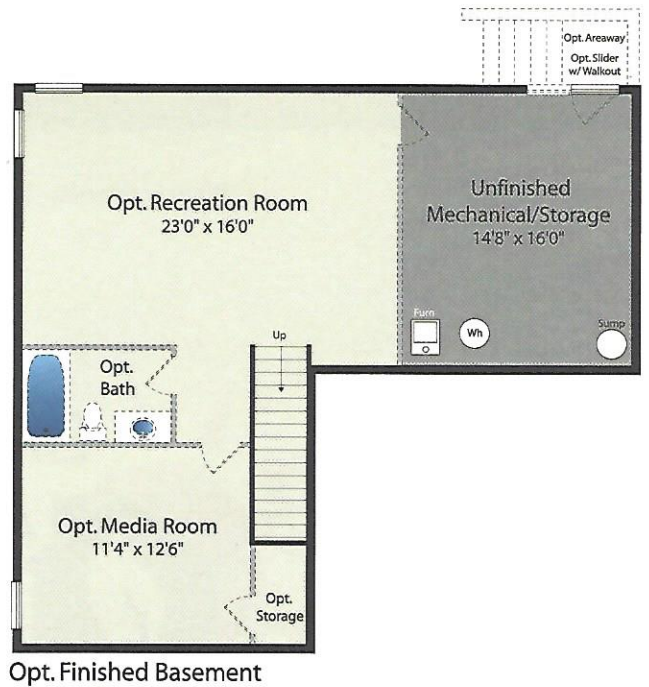 Opt. Areaway
Opt. Slider
w/ Walkout
Opt. Recreation Room
23'0" x 16'0"
Unfinished
Mechanical/Storage
14'8" x 16'0"
Furn
Wh
Sump
Up
Opt.
Bath
Opt. Media Room
11'4" x 12'6"
Opt.
Storage
Opt. Finished Basement